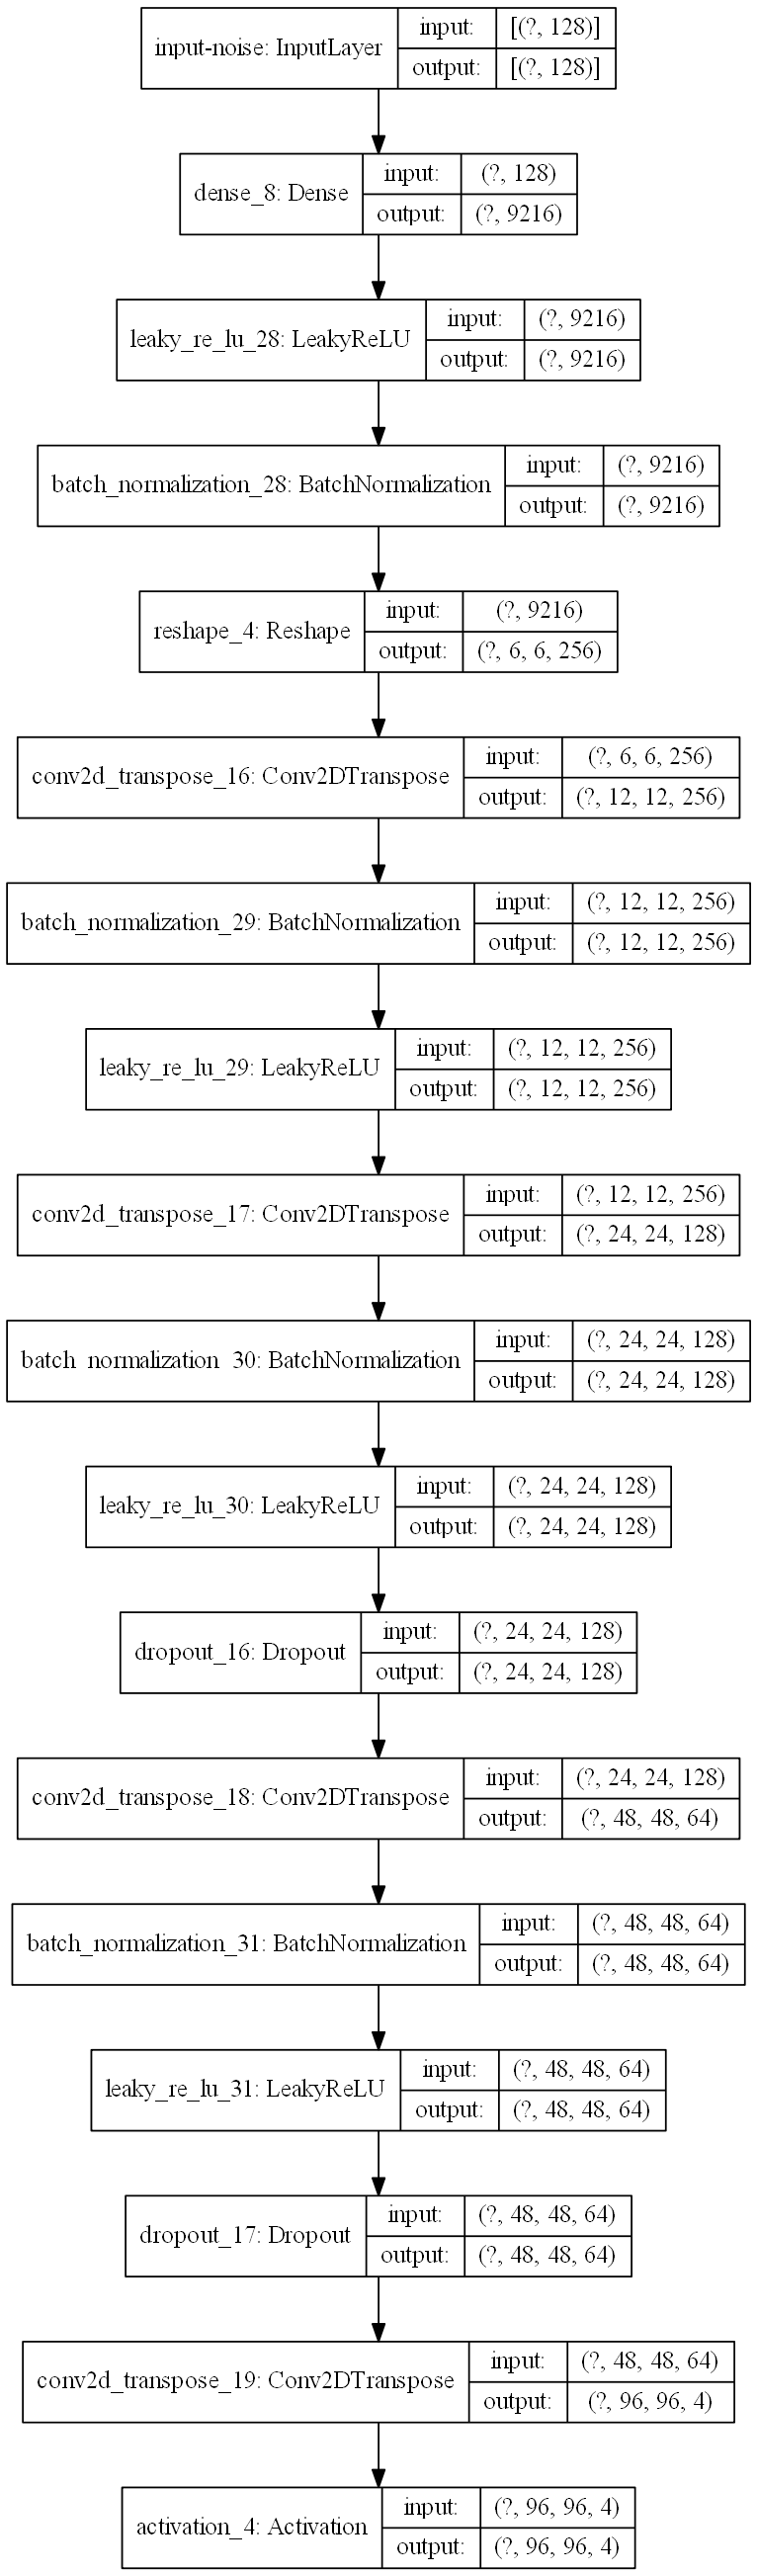 input-noise: InputLayer
input: [(?, 128)]
output: [(?, 128)]
dense_8: Dense
input: (?, 128)
output: (?, 9216)
leaky_re_lu_28: LeakyReLU
input: (?, 9216)
output: (?, 9216)
batch_normalization_28: BatchNormalization
input: (?, 9216)
output: (?, 9216)
reshape_4: Reshape
input: (?, 9216)
output: (?, 6, 6, 256)
conv2d_transpose_16: Conv2DTranspose
input: (?, 6, 6, 256)
output: (?, 12, 12, 256)
batch_normalization_29: BatchNormalization
input: (?, 12, 12, 256)
output: (?, 12, 12, 256)
leaky_re_lu_29: LeakyReLU
input: (?, 12, 12, 256)
output: (?, 12, 12, 256)
conv2d_transpose_17: Conv2DTranspose
input: (?, 12, 12, 256)
output: (?, 24, 24, 128)
batch_normalization_30: BatchNormalization
input: (?, 24, 24, 128)
output: (?, 24, 24, 128)
leaky_re_lu_30: LeakyReLU
input: (?, 24, 24, 128)
output: (?, 24, 24, 128)
dropout_16: Dropout
input: (?, 24, 24, 128)
output: (?, 24, 24, 128)
conv2d_transpose_18: Conv2DTranspose
input: (?, 24, 24, 128)
output: (?, 48, 48, 64)
batch_normalization_31: BatchNormalization
input: (?, 48, 48, 64)
output: (?, 48, 48, 64)
leaky_re_lu_31: LeakyReLU
input: (?, 48, 48, 64)
output: (?, 48, 48, 64)
dropout_17: Dropout
input: (?, 48, 48, 64)
output: (?, 48, 48, 64)
conv2d_transpose_19: Conv2DTranspose
input: (?, 48, 48, 64)
output: (?, 96, 96, 4)
activation_4: Activation
input: (?, 96, 96, 4)
output: (?, 96, 96, 4)